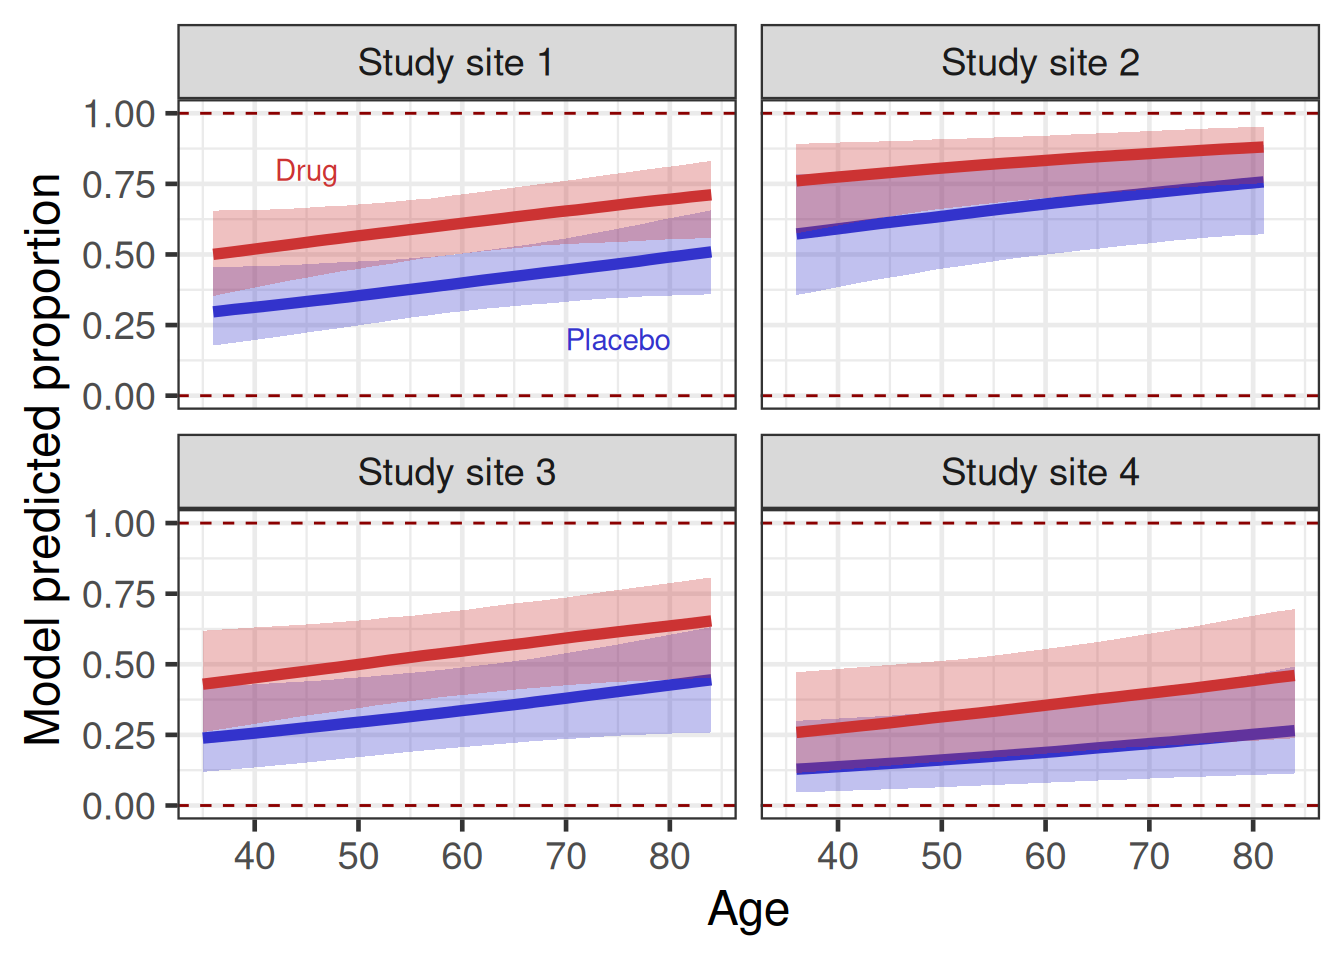 Study site 1
Study site 2
1.00
0.75
0.50
0.25
0.00
Drug
Placebo
Study site 3
Study site 4
1.00
0.75
0.50
0.25
0.00
40 50 60 70 80
40 50 60 70 80
Age
Model predicted proportion